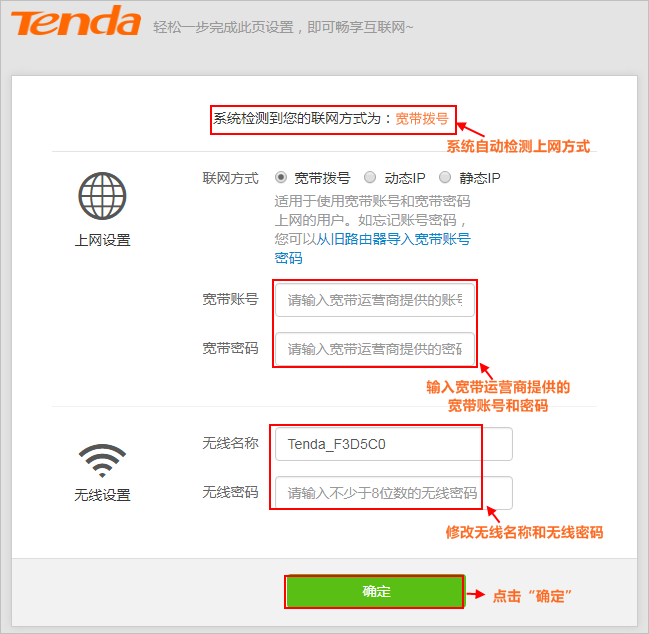 Tenda 轻松一步完成此页设置，即可畅享互联网~
系统检测到您的联网方式为：宽带拨号
系统自动检测上网方式
联网方式 宽带拨号 动态IP 静态IP
适用于使用宽带账号和宽带密码
上网的用户。如忘记账号密码，
您可以从旧路由器导入宽带账号
密码
上网设置
宽带账号 请输入宽带运营商提供的账号
宽带密码 请输入宽带运营商提供的密码
输入宽带运营商提供的
宽带账号和密码
无线名称 Tenda_F3D5C0
无线密码 请输入不少于8位数的无线密码
无线设置
修改无线名称和无线密码
确定
点击“确定”